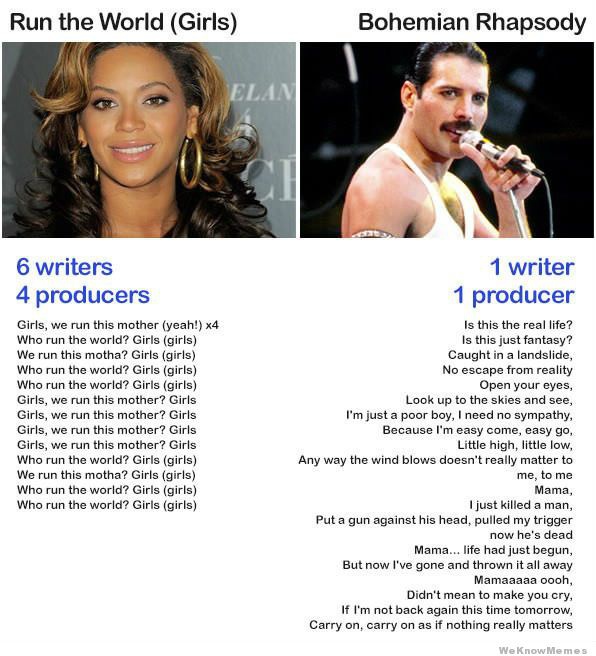 Run the World (Girls)
Bohemian Rhapsody
ELAN
CÉ
6 writers
4 producers
Girls, we run this mother (yeah!) x4
Who run the world? Girls (girls)
We run this motha? Girls (girls)
Who run the world? Girls (girls)
Who run the world? Girls (girls)
Girls, we run this mother? Girls
Girls, we run this mother? Girls
Girls, we run this mother? Girls
Girls, we run this mother? Girls
Who run the world? Girls (girls)
We run this motha? Girls (girls)
Who run the world? Girls (girls)
Who run the world? Girls (girls)
1 writer
1 producer
Is this the real life?
Is this just fantasy?
Caught in a landslide,
No escape from reality
Open your eyes,
Look up to the skies and see,
I'm just a poor boy, I need no sympathy,
Because I'm easy come, easy go,
Little high, little low,
Any way the wind blows doesn't really matter to
me, to me
Mama,
I just killed a man,
Put a gun against his head, pulled my trigger
now he's dead
Mama... life had just begun,
But now I've gone and thrown it all away
Mamaaaaa oooh,
Didn't mean to make you cry,
If I'm not back again this time tomorrow,
Carry on, carry on as if nothing really matters
WeKnowMemes